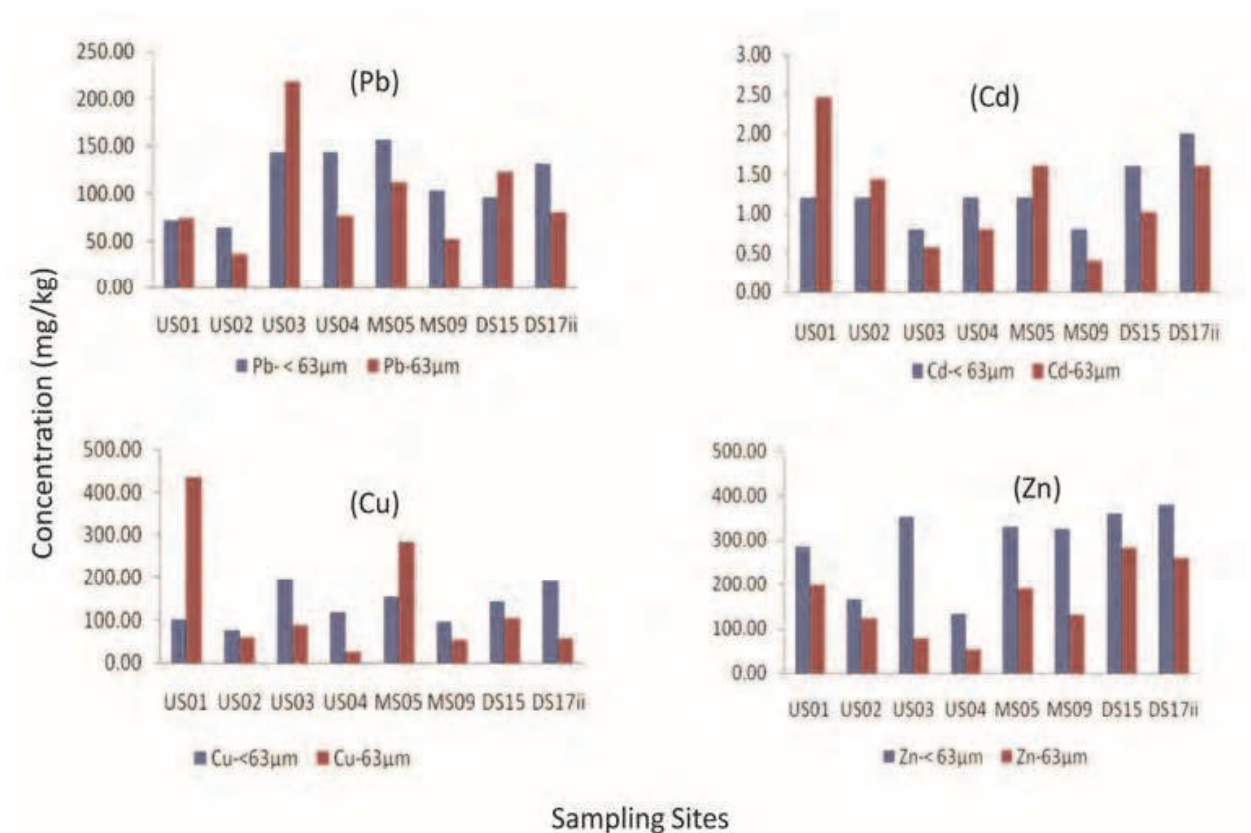 Concentration (mg/kg)
(Pb)
250.00
200.00
150.00
100.00
50.00
0.00
US01 US02 US03 US04 MS05 MS09 DS15 DS17ii
Pb- < 63µm Pb-63µm
(Cd)
3.00
2.50
2.00
1.50
1.00
0.50
0.00
US01 US02 US03 US04 MS05 MS09 DS15 DS17ii
Cd-< 63µm Cd-63µm
(Cu)
500.00
400.00
300.00
200.00
100.00
0.00
US01 US02 US03 US04 MS05 MS09 DS15 DS17ii
Cu-<63µm Cu-63µm
(Zn)
500.00
400.00
300.00
200.00
100.00
0.00
US01 US02 US03 US04 MS05 MS09 DS15 DS17ii
Zn-< 63µm Zn-63µm
Sampling Sites